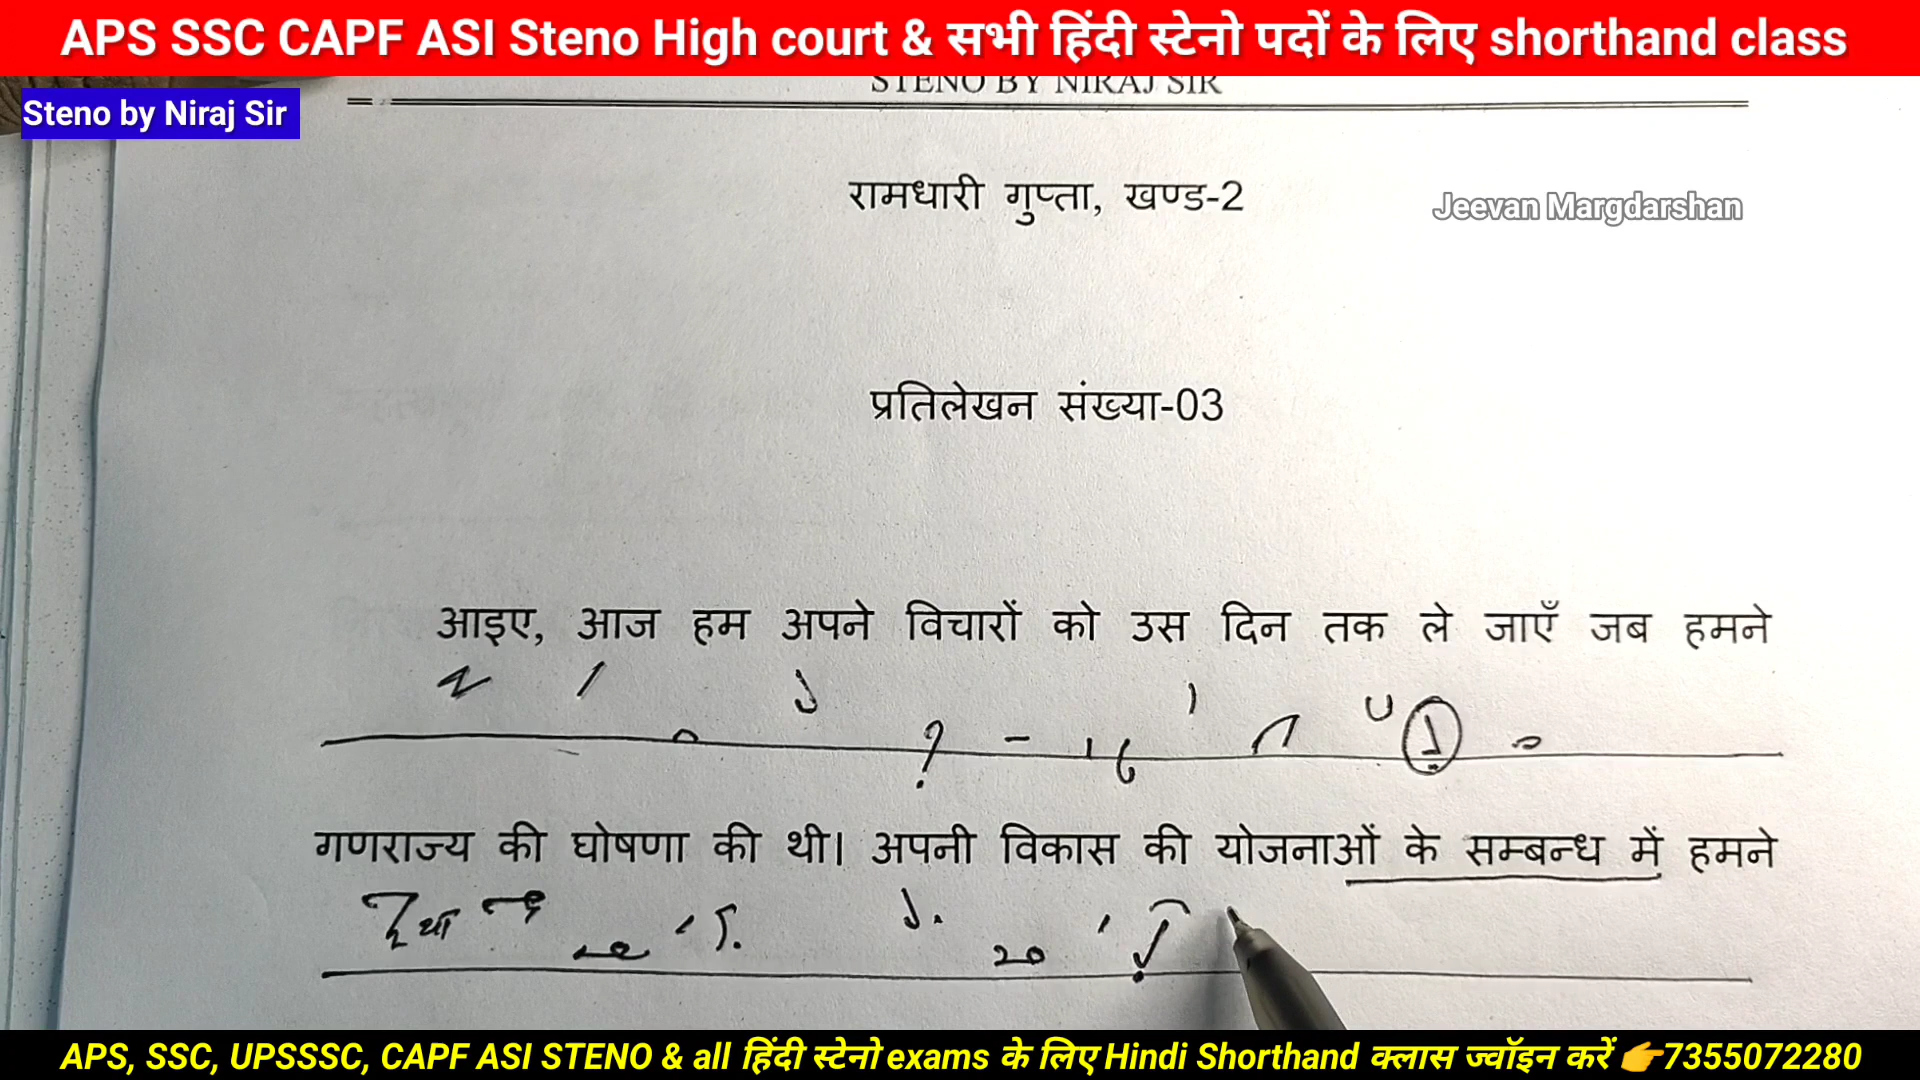 APS SSC CAPF ASI Steno High court & सभी हिंदी स्टेनो पदों के लिए shorthand class
STENO BY NIRAJ SIR
Steno by Niraj Sir
रामधारी गुप्ता, खण्ड-2
Jeevan Margdarshan
प्रतिलेखन संख्या-03
आइए, आज हम अपने विचारों को उस दिन तक ले जाएँ जब हमने
गणराज्य की घोषणा की थी। अपनी विकास की योजनाओं के सम्बन्ध में हमने
APS, SSC, UPSSSC, CAPF ASI STENO & all हिंदी स्टेनो exams के लिए Hindi Shorthand क्लास ज्वॉइन करें 👉7355072280